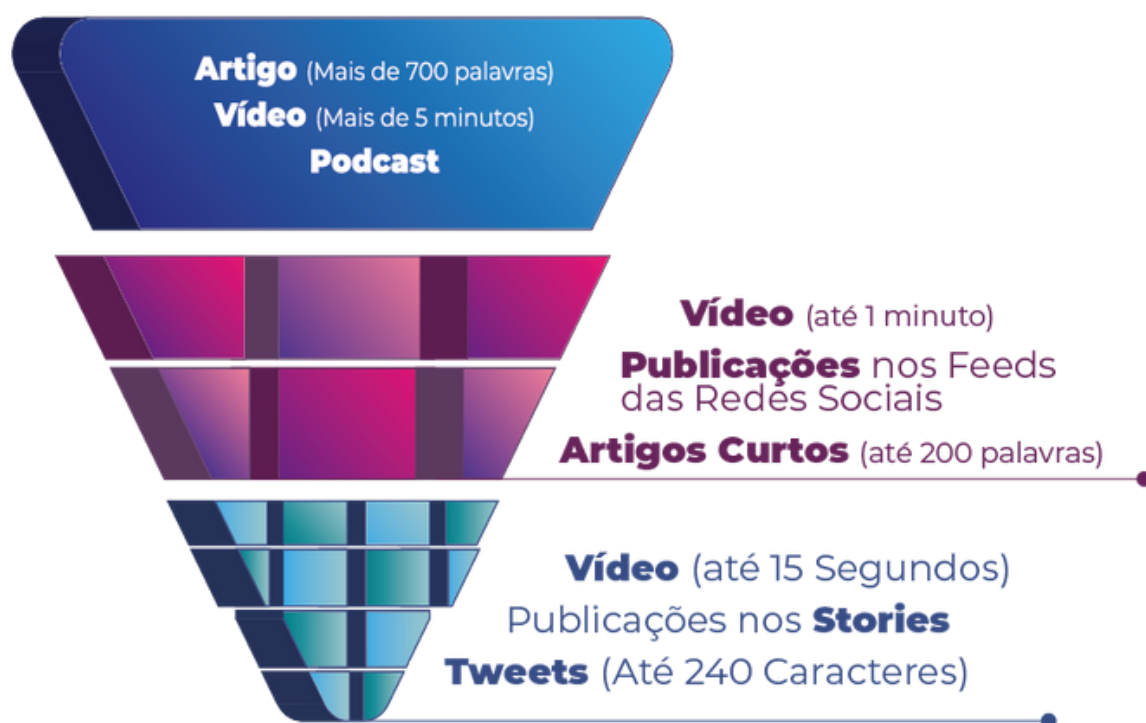 Artigo (Mais de 700 palavras)
Vídeo (Mais de 5 minutos)
Podcast
Vídeo (até 1 minuto)
Publicações nos Feeds
das Redes Sociais
Artigos Curtos (até 200 palavras)
Vídeo (até 15 Segundos)
Publicações nos Stories
Tweets (Até 240 Caracteres)